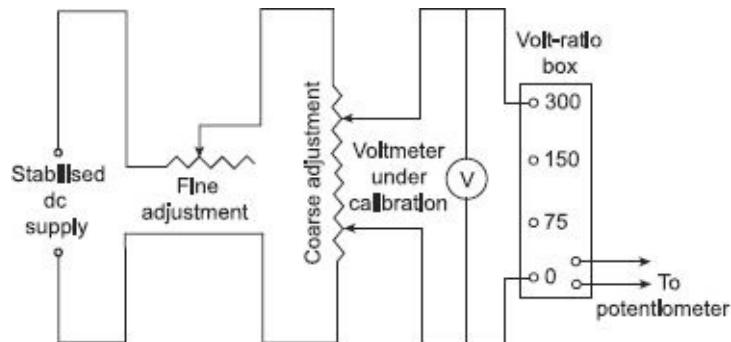 Volt-ratio
box
300
150
75
0
Stabilised
dc
supply
Fine
adjustment
Coarse adjustment
Voltmeter
under
calibration
V
To
potentiometer